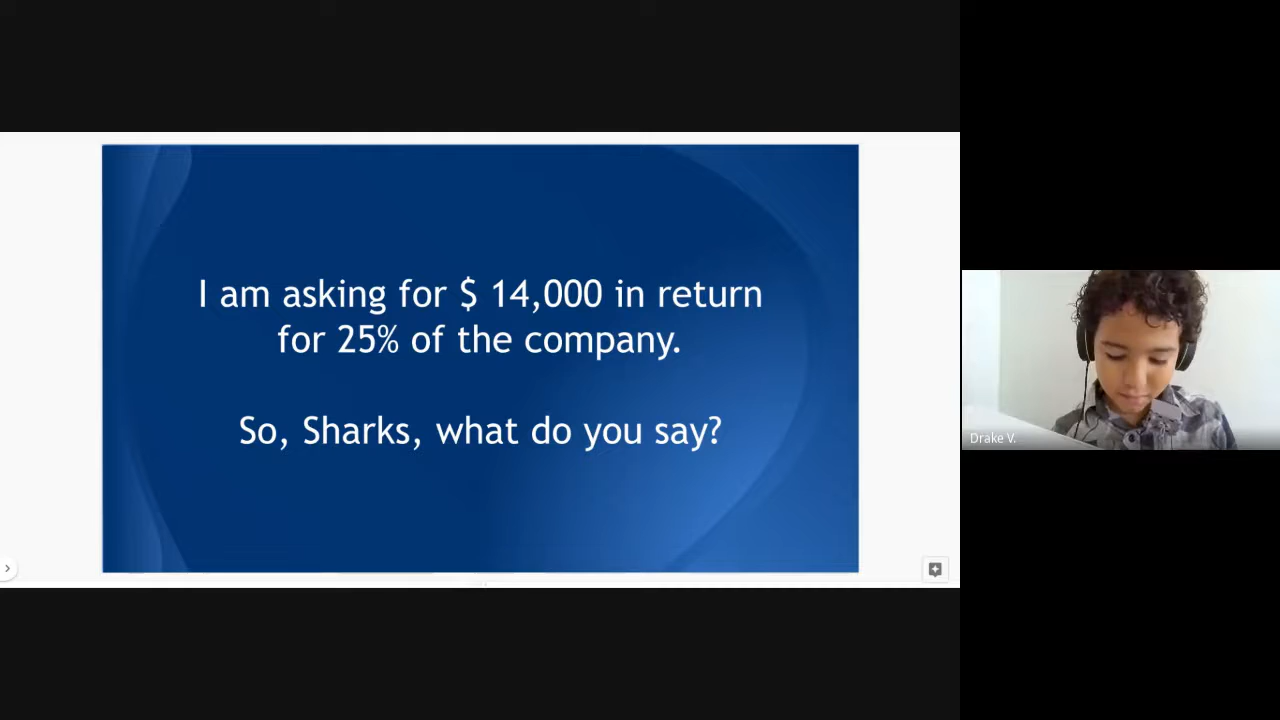 I am asking for $ 14,000 in return
for 25% of the company.
So, Sharks, what do you say?
Drake V.